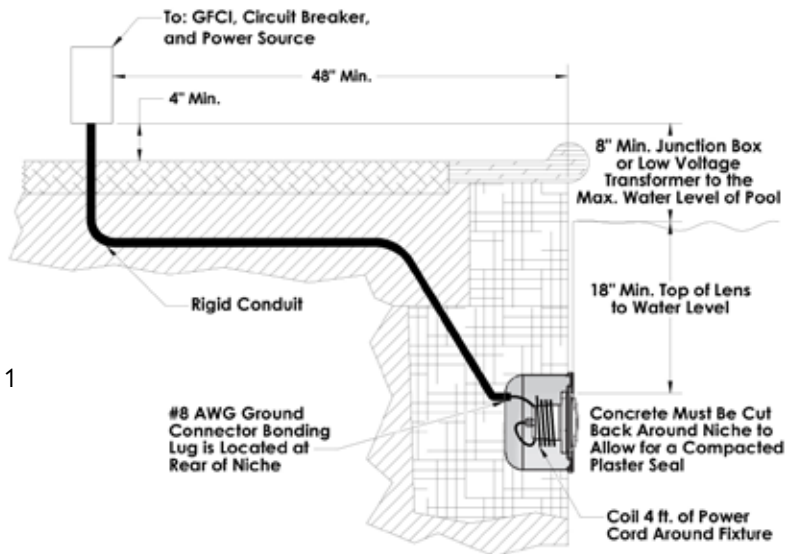 To: GFCI, Circuit Breaker,
and Power Source
48" Min.
4" Min.
8" Min. Junction Box
or Low Voltage
Transformer to the
Max. Water Level of Pool
Rigid Conduit
18" Min. Top of Lens
to Water Level
1
#8 AWG Ground
Connector Bonding
Lug is Located at
Rear of Niche
Concrete Must Be Cut
Back Around Niche to
Allow for a Compacted
Plaster Seal
Coil 4 ft. of Power
Cord Around Fixture